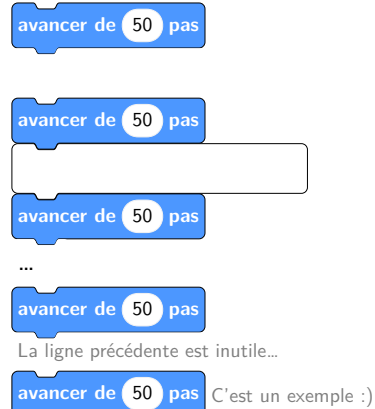 avancer de 50 pas
avancer de 50 pas
avancer de 50 pas
...
avancer de 50 pas
La ligne précédente est inutile...
avancer de 50 pas C'est un exemple :)